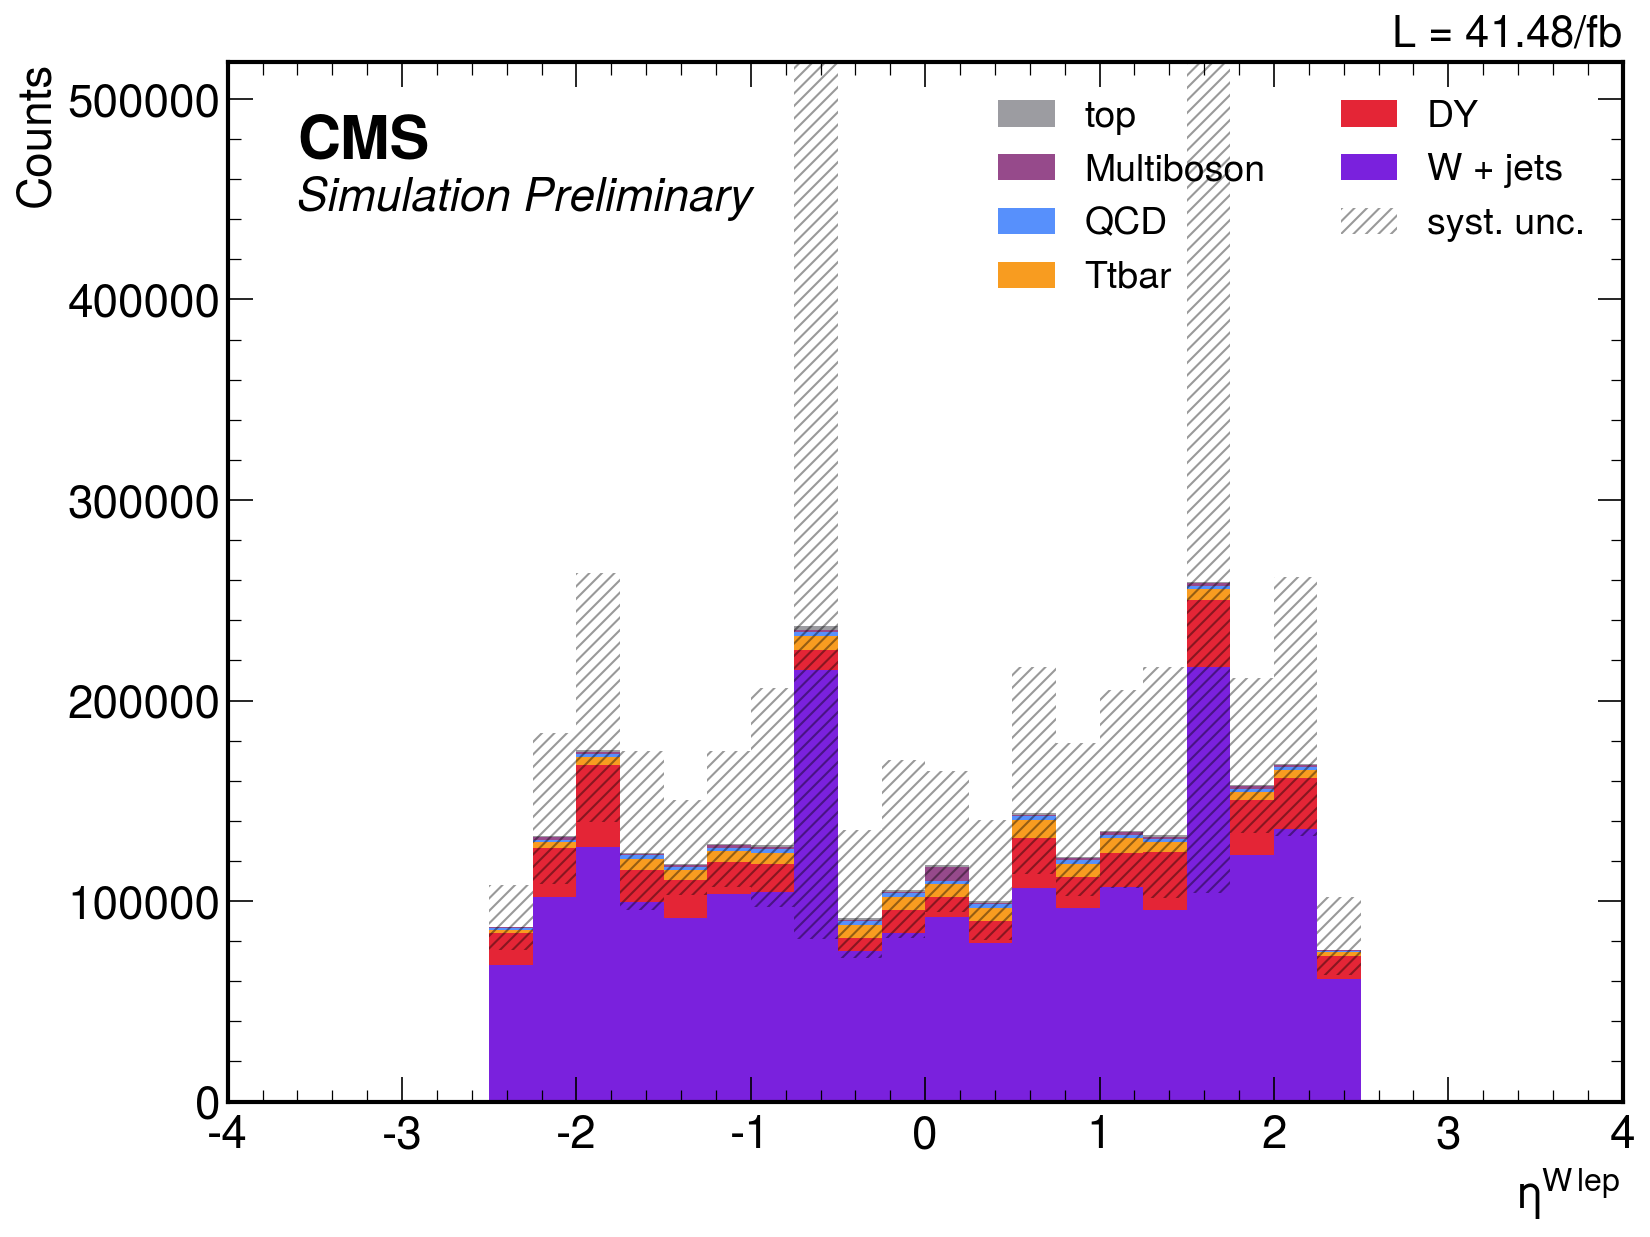 L = 41.48/fb
Counts
500000
400000
300000
200000
100000
0
CMS
Simulation Preliminary
top
Multiboson
QCD
Ttbar
DY
W + jets
syst. unc.
-4 -3 -2 -1 0 1 2 3 4
η^W lep